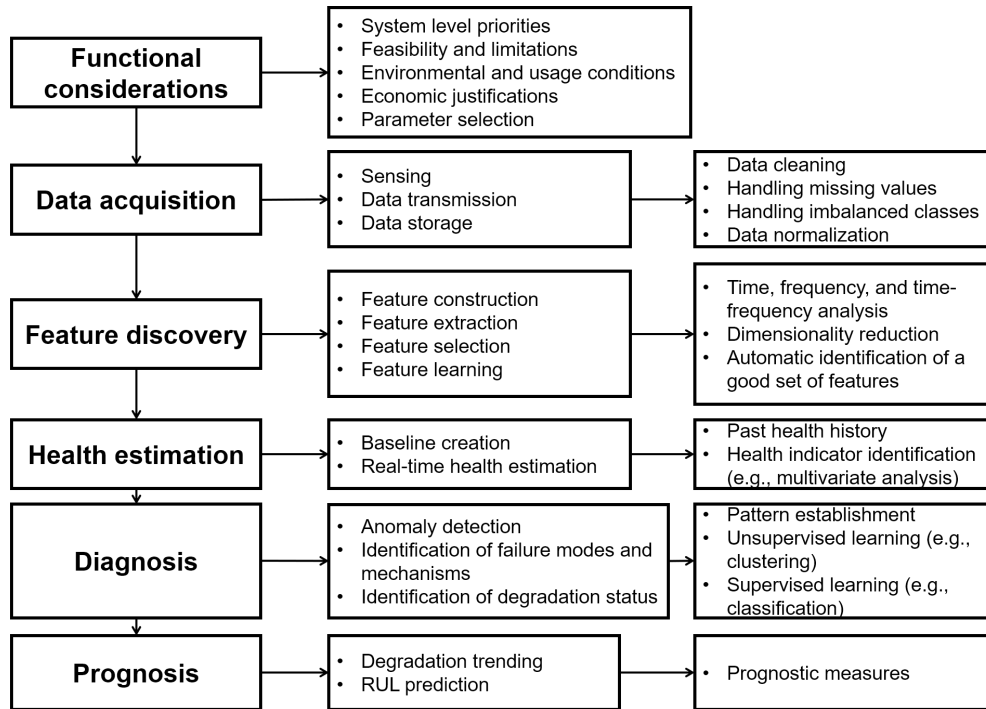 Functional
considerations
• System level priorities
• Feasibility and limitations
• Environmental and usage conditions
• Economic justifications
• Parameter selection
Data acquisition
• Sensing
• Data transmission
• Data storage
• Data cleaning
• Handling missing values
• Handling imbalanced classes
• Data normalization
Feature discovery
• Feature construction
• Feature extraction
• Feature selection
• Feature learning
• Time, frequency, and time-
frequency analysis
• Dimensionality reduction
• Automatic identification of a
good set of features
Health estimation
• Baseline creation
• Real-time health estimation
• Past health history
• Health indicator identification
(e.g., multivariate analysis)
Diagnosis
• Anomaly detection
• Identification of failure modes and
mechanisms
• Identification of degradation status
• Pattern establishment
• Unsupervised learning (e.g.,
clustering)
• Supervised learning (e.g.,
classification)
Prognosis
• Degradation trending
• RUL prediction
• Prognostic measures